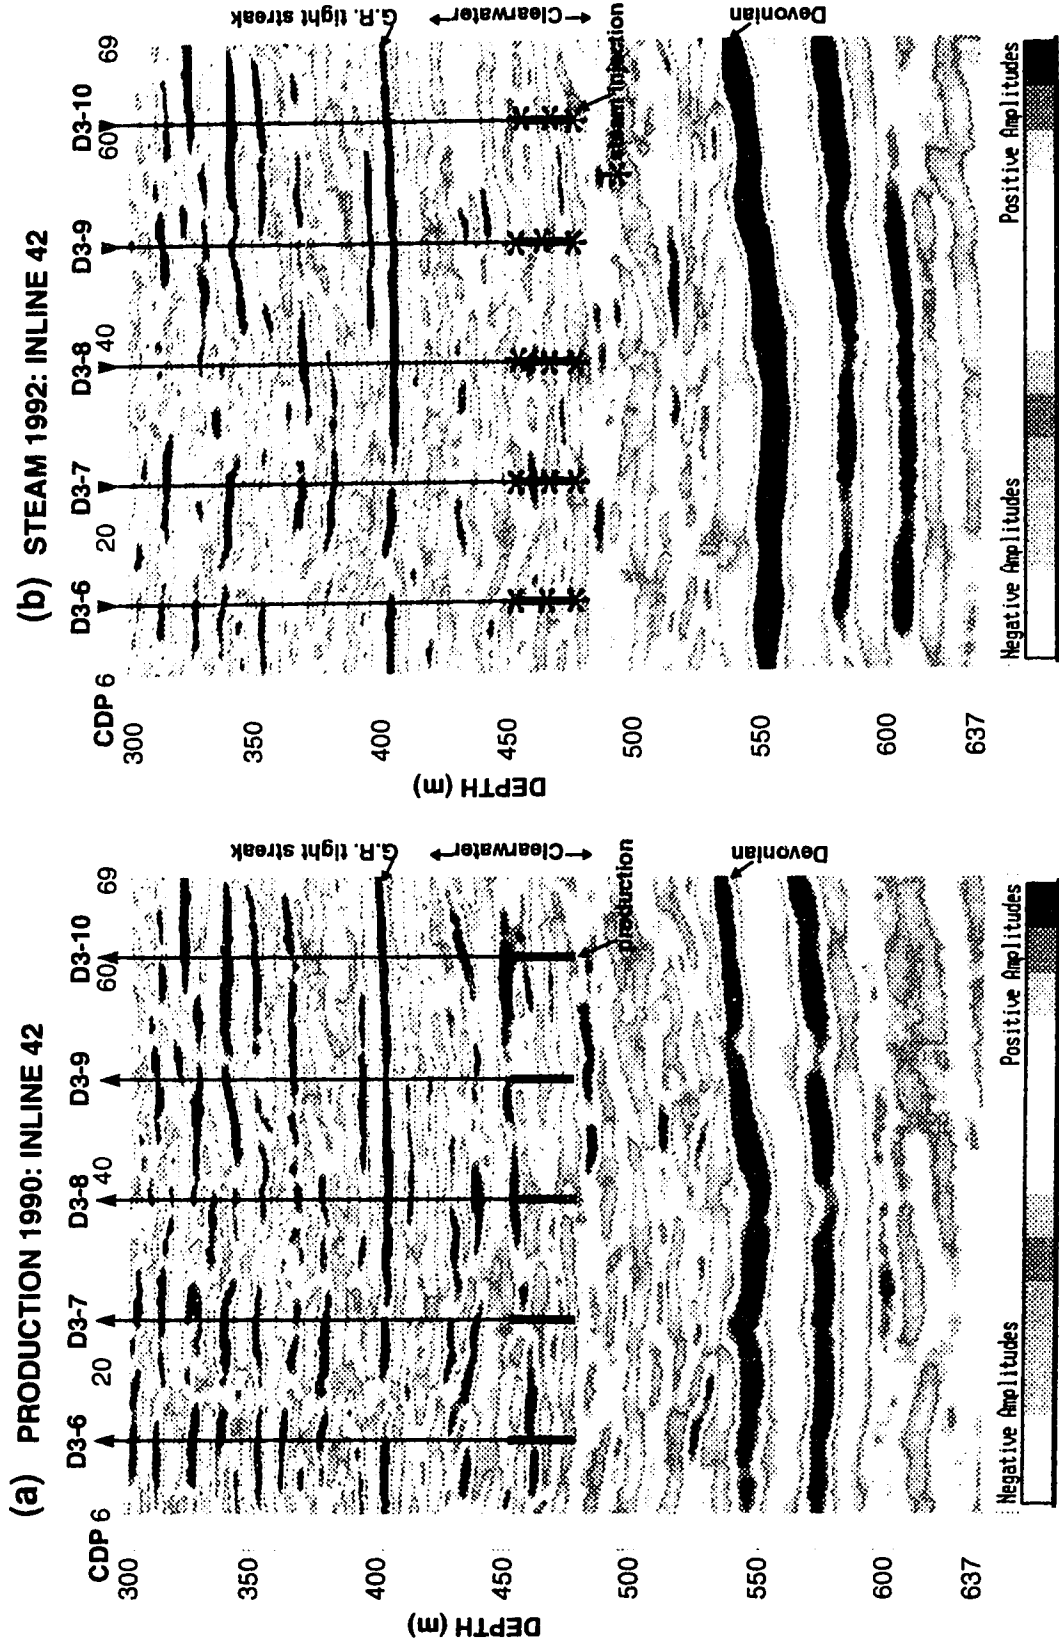 (a) PRODUCTION 1990: INLINE 42
D3-6 D3-7 D3-8 D3-9 D3-10
CDP 6 20 40 60 69
300
350
400
450
500
550
600
637
DEPTH (m)
G.R. tight streak
Clearwater
production
Devonian
Negative Amplitudes
Positive Amplitudes
(b) STEAM 1992: INLINE 42
D3-6 D3-7 D3-8 D3-9 D3-10
CDP 6 20 40 60 69
300
350
400
450
500
550
600
637
DEPTH (m)
G.R. tight streak
Clearwater
steam injection
Devonian
Negative Amplitudes
Positive Amplitudes